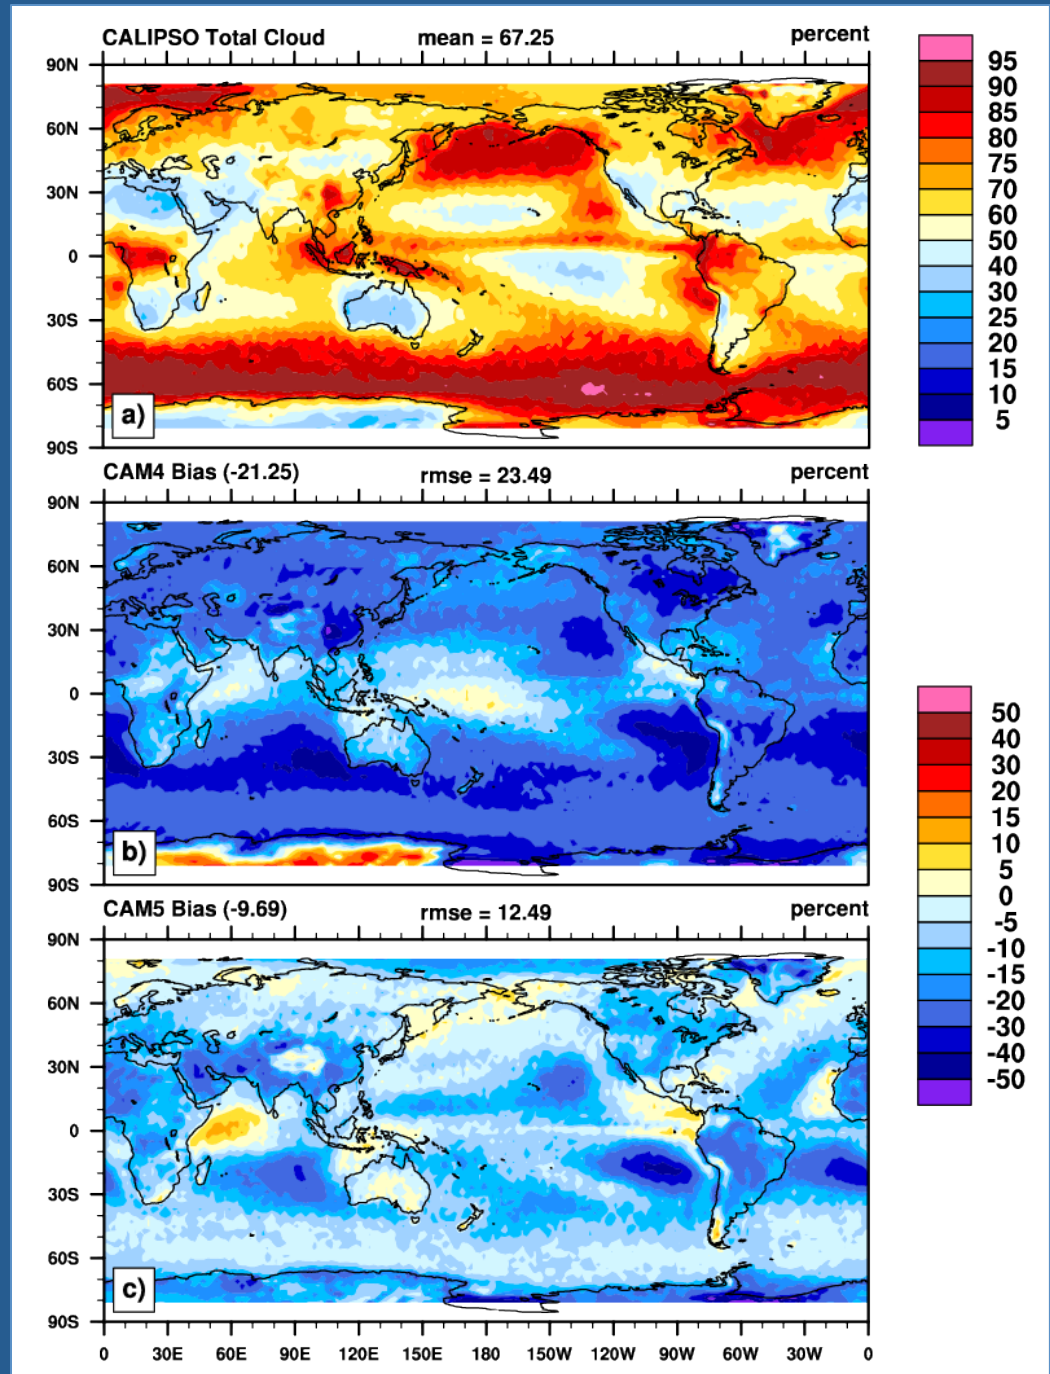 CALIPSO Total Cloud mean = 67.25 percent
90N
60N
30N
0
30S
60S
90S
a)
95
90
85
80
75
70
60
50
40
30
25
20
15
10
5
CAM4 Bias (-21.25) rmse = 23.49 percent
90N
60N
30N
0
30S
60S
90S
b)
CAM5 Bias (-9.69) rmse = 12.49 percent
90N
60N
30N
0
30S
60S
90S
c)
0 30E 60E 90E 120E 150E 180 150W 120W 90W 60W 30W 0
50
40
30
20
15
10
5
0
-5
-10
-15
-20
-30
-40
-50